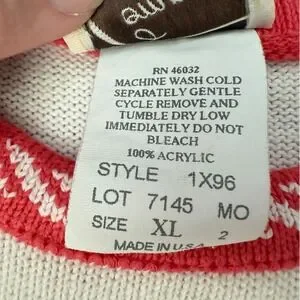 RN 46032
MACHINE WASH COLD
SEPARATELY GENTLE
CYCLE REMOVE AND
TUMBLE DRY LOW
IMMEDIATELY DO NOT
BLEACH
100% ACRYLIC
STYLE 1X96
LOT 7145 MO
SIZE XL 2
MADE IN U.S.A.